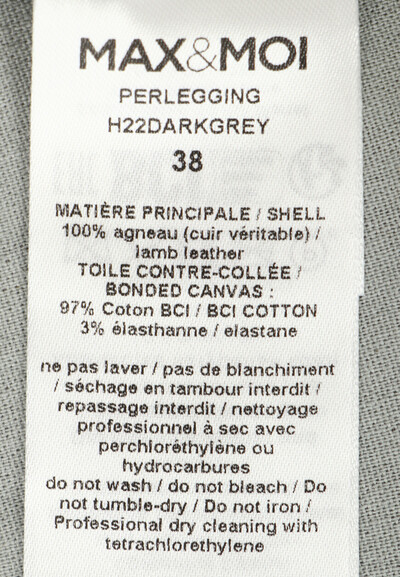 MAX&MOI
PERLEGGING
H22DARKGREY
38
MATIÈRE PRINCIPALE / SHELL
100% agneau (cuir véritable) /
lamb leather
TOILE CONTRE-COLLÉE /
BONDED CANVAS :
97% Coton BCI / BCI COTTON
3% élasthanne / elastane
ne pas laver / pas de blanchiment
/ séchage en tambour interdit /
repassage interdit / nettoyage
professionnel à sec avec
perchloréthylène ou
hydrocarbures
do not wash / do not bleach / Do
not tumble-dry / Do not iron /
Professional dry cleaning with
tetrachlorethylene